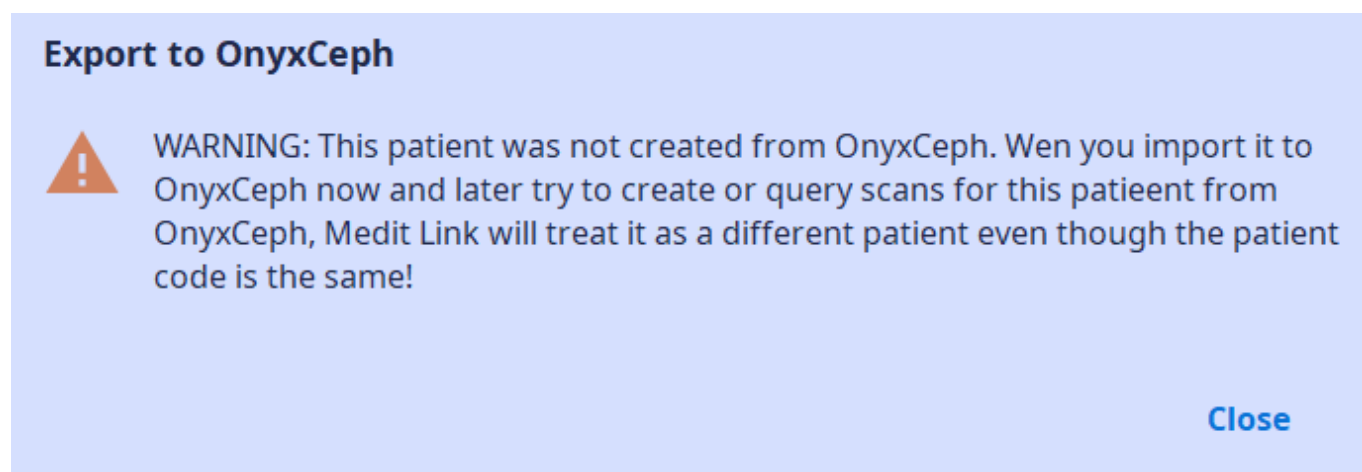 Export to OnyxCeph
WARNING: This patient was not created from OnyxCeph. Wen you import it to
OnyxCeph now and later try to create or query scans for this patieent from
OnyxCeph, Medit Link will treat it as a different patient even though the patient
code is the same!
Close